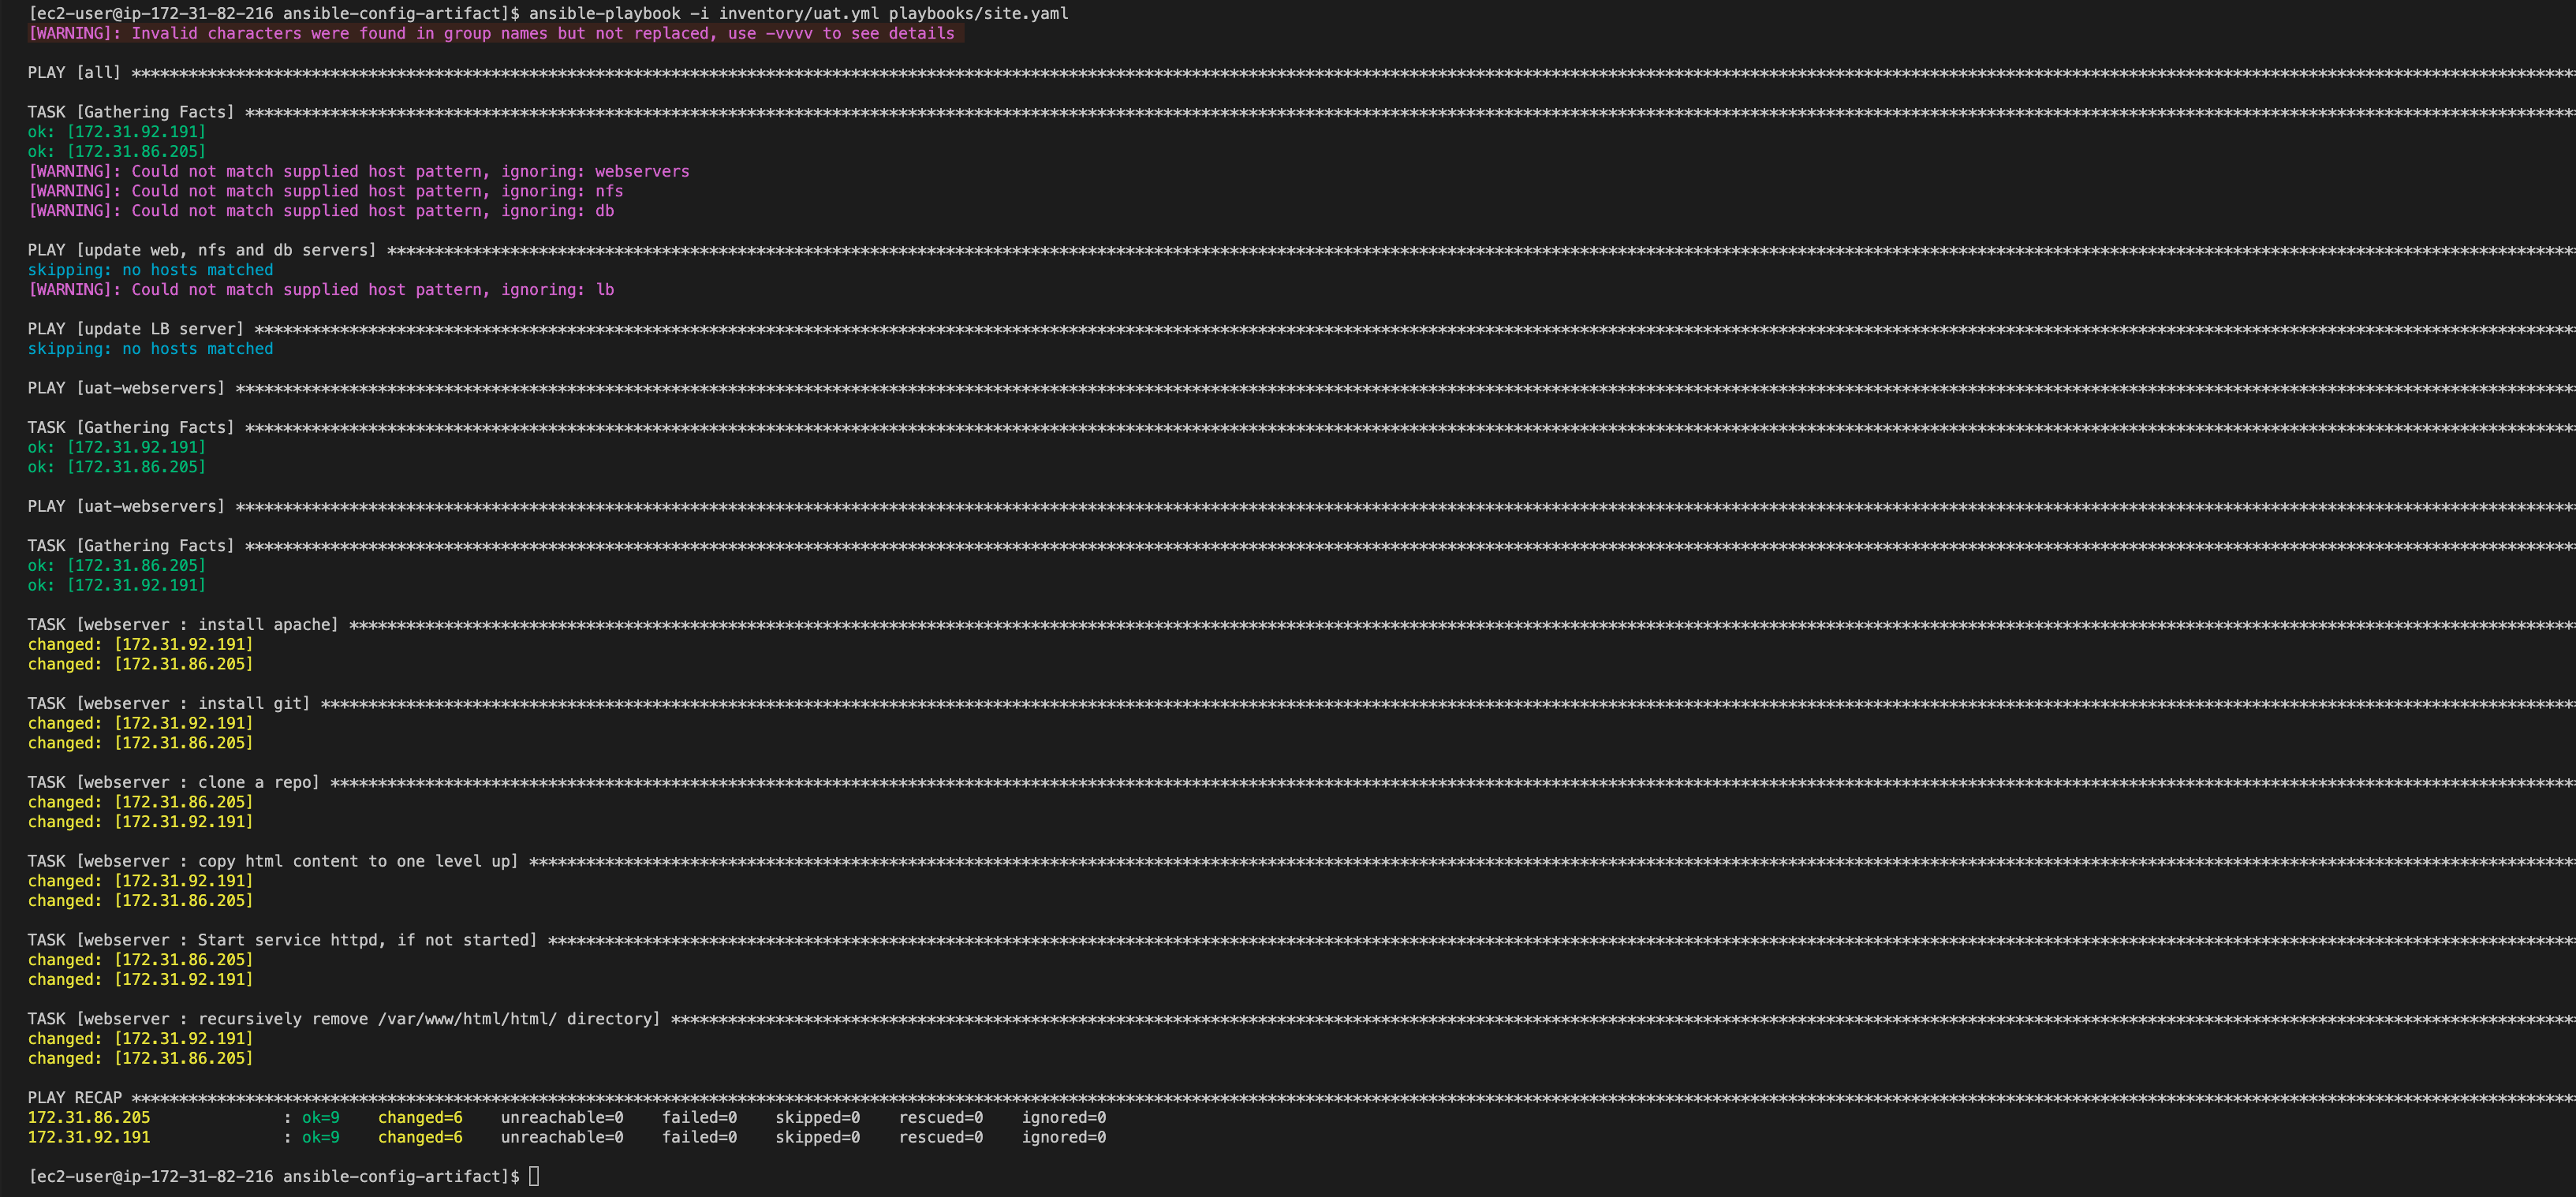 [ec2-user@ip-172-31-82-216 ansible-config-artifact]$ ansible-playbook -i inventory/uat.yml playbooks/site.yaml
[WARNING]: Invalid characters were found in group names but not replaced, use -vvvv to see details
PLAY [all] ****************************************************************
TASK [Gathering Facts] ****************************************************************
ok: [172.31.92.191]
ok: [172.31.86.205]
[WARNING]: Could not match supplied host pattern, ignoring: webservers
[WARNING]: Could not match supplied host pattern, ignoring: nfs
[WARNING]: Could not match supplied host pattern, ignoring: db
PLAY [update web, nfs and db servers] ****************************************************************
skipping: no hosts matched
[WARNING]: Could not match supplied host pattern, ignoring: lb
PLAY [update LB server] ****************************************************************
skipping: no hosts matched
PLAY [uat-webservers] ****************************************************************
TASK [Gathering Facts] ****************************************************************
ok: [172.31.92.191]
ok: [172.31.86.205]
PLAY [uat-webservers] ****************************************************************
TASK [Gathering Facts] ****************************************************************
ok: [172.31.86.205]
ok: [172.31.92.191]
TASK [webserver : install apache] ****************************************************************
changed: [172.31.92.191]
changed: [172.31.86.205]
TASK [webserver : install git] ****************************************************************
changed: [172.31.92.191]
changed: [172.31.86.205]
TASK [webserver : clone a repo] ****************************************************************
changed: [172.31.86.205]
changed: [172.31.92.191]
TASK [webserver : copy html content to one level up] ****************************************************************
changed: [172.31.92.191]
changed: [172.31.86.205]
TASK [webserver : Start service httpd, if not started] ****************************************************************
changed: [172.31.86.205]
changed: [172.31.92.191]
TASK [webserver : recursively remove /var/www/html/html/ directory] ****************************************************************
changed: [172.31.92.191]
changed: [172.31.86.205]
PLAY RECAP ****************************************************************
172.31.86.205 : ok=9 changed=6 unreachable=0 failed=0 skipped=0 rescued=0 ignored=0
172.31.92.191 : ok=9 changed=6 unreachable=0 failed=0 skipped=0 rescued=0 ignored=0
[ec2-user@ip-172-31-82-216 ansible-config-artifact]$